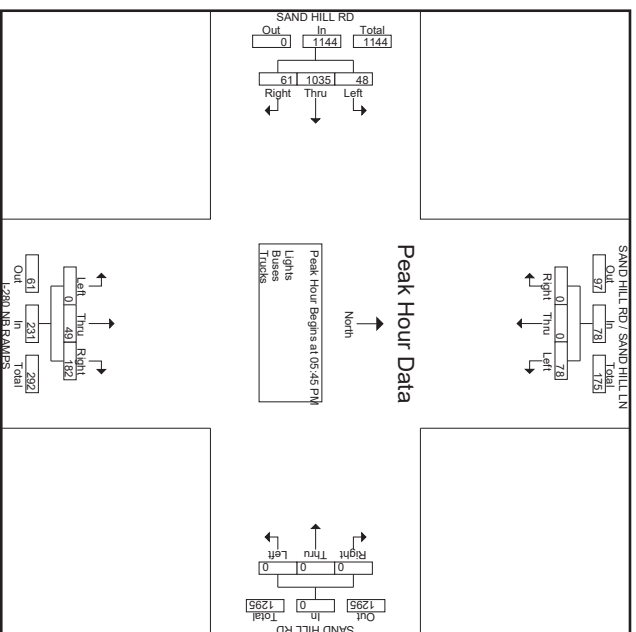 SAND HILL RD
Out In Total
0 1144 1144
61 1035 48
Right Thru Left
SAND HILL RD / SAND HILL LN
Out In Total
97 78 175
0 0 78
Right Thru Left
Peak Hour Data
North
Peak Hour Begins at 05:45 PM
Lights
Buses
Trucks
Left Thru Right
0 49 182
61 231 292
Out In Total
I-280 NB RAMPS
Left Thru Right
0 0 0
1295 0 1295
Total In Out
SAND HILL RD